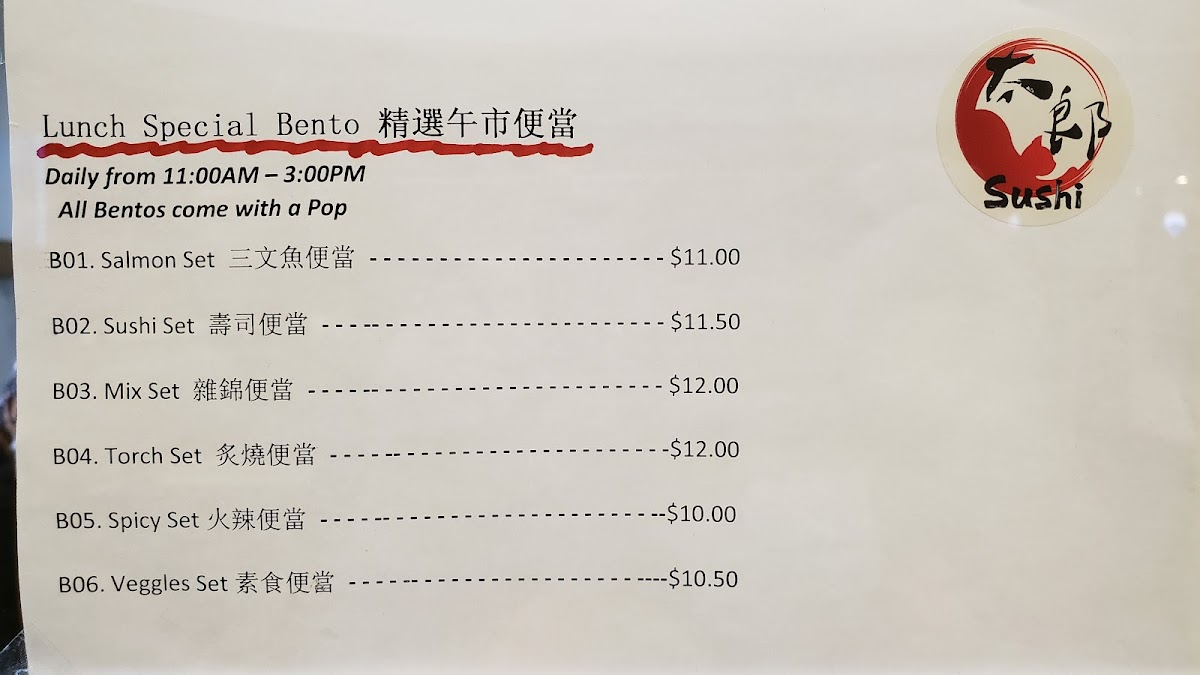 Lunch Special Bento 精選午市便當
Daily from 11:00AM – 3:00PM
All Bentos come with a Pop
B01. Salmon Set 三文魚便當 - - - - - - - - - - - - - - - - - - - - - - $11.00
B02. Sushi Set 壽司便當 - - - -- - - - - - - - - - - - - - - - - - - - - - - $11.50
B03. Mix Set 雜錦便當 - - - - -- - - - - - - - - - - - - - - - - - - - - - - $12.00
B04. Torch Set 炙燒便當 - - - - -- - - - - - - - - - - - - - - - - - - - - -$12.00
B05. Spicy Set 火辣便當 - - - - -- - - - - - - - - - - - - - - - - - - - - --$10.00
B06. Veggles Set 素食便當 - - - - -- - - - - - - - - - - - - - - - - ----$10.50
太郎
Sushi